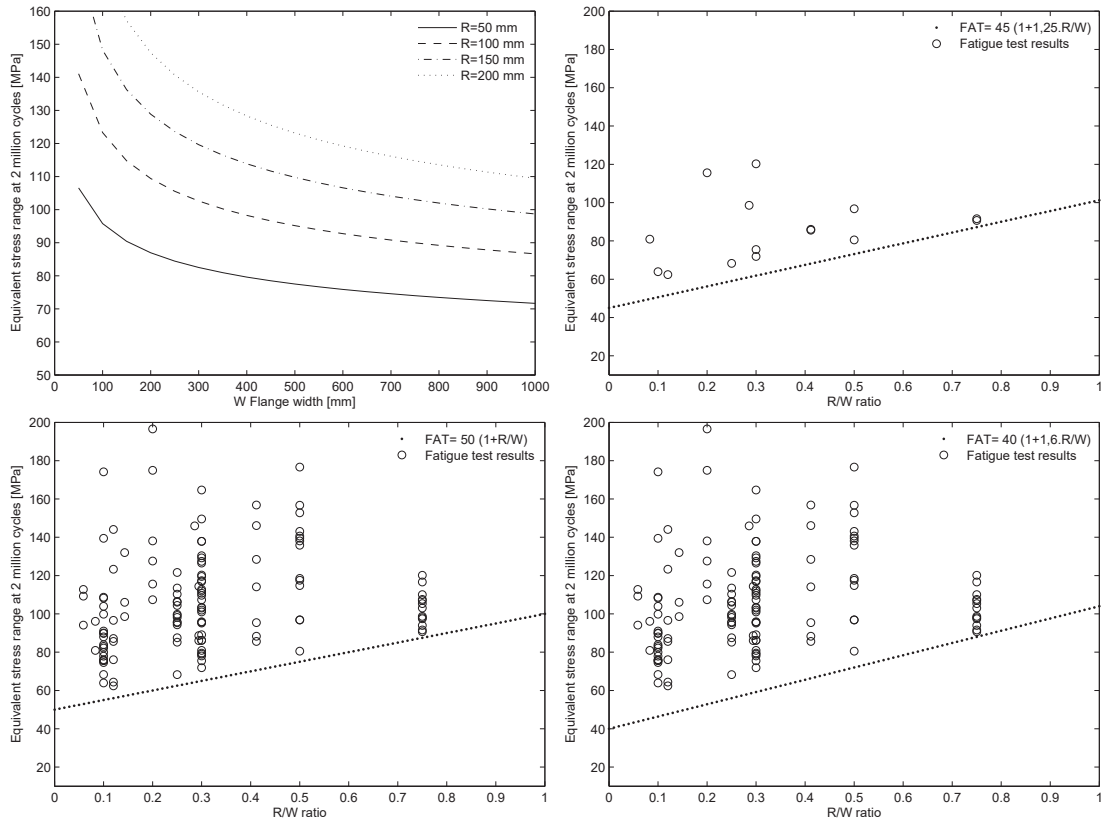 160
150
140
130
120
110
100
90
80
70
60
50
Equivalent stress range at 2 million cycles [MPa]
R=50 mm
R=100 mm
R=150 mm
R=200 mm
0 100 200 300 400 500 600 700 800 900 1000
W Flange width [mm]
200
180
160
140
120
100
80
60
40
20
Equivalent stress range at 2 million cycles [MPa]
FAT= 45 (1+1,25.R/W)
Fatigue test results
0 0.1 0.2 0.3 0.4 0.5 0.6 0.7 0.8 0.9 1
R/W ratio
200
180
160
140
120
100
80
60
40
20
Equivalent stress range at 2 million cycles [MPa]
FAT= 50 (1+R/W)
Fatigue test results
0 0.1 0.2 0.3 0.4 0.5 0.6 0.7 0.8 0.9 1
R/W ratio
200
180
160
140
120
100
80
60
40
20
Equivalent stress range at 2 million cycles [MPa]
FAT= 40 (1+1,6.R/W)
Fatigue test results
0 0.1 0.2 0.3 0.4 0.5 0.6 0.7 0.8 0.9 1
R/W ratio